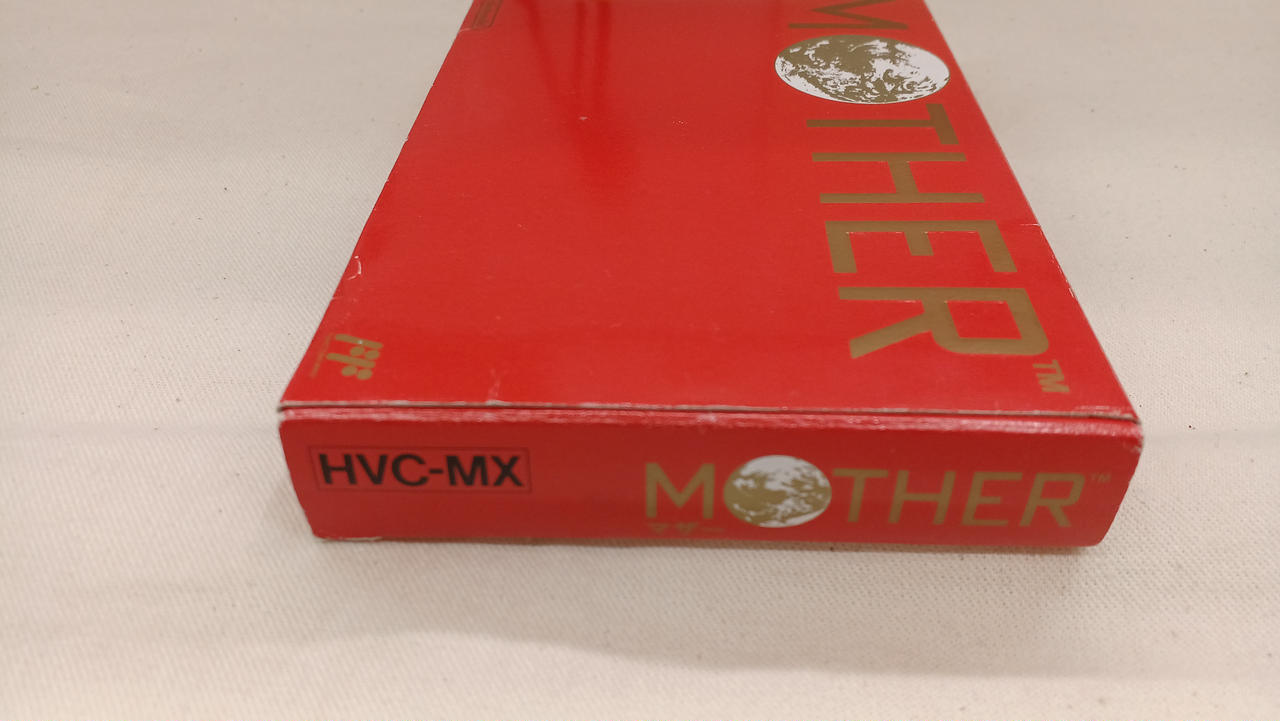 MOTHER™
HVC-MX
MOTHER™
マザー